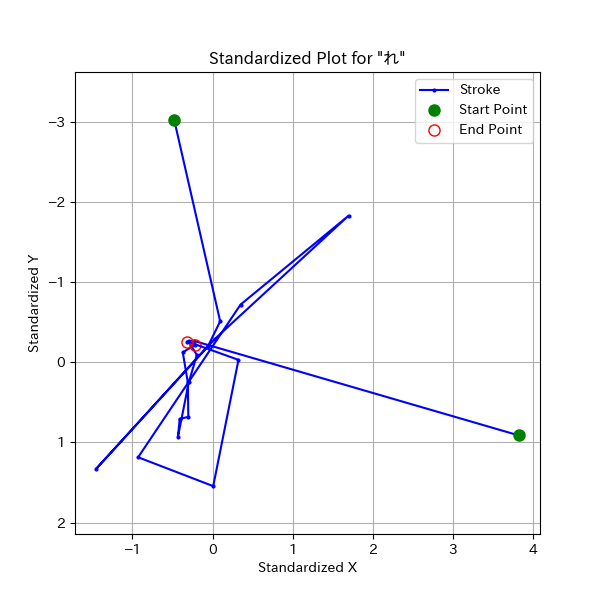 Standardized Plot for "れ"
Stroke
Start Point
End Point
Standardized Y
−3
−2
−1
0
1
2
−1 0 1 2 3 4
Standardized X